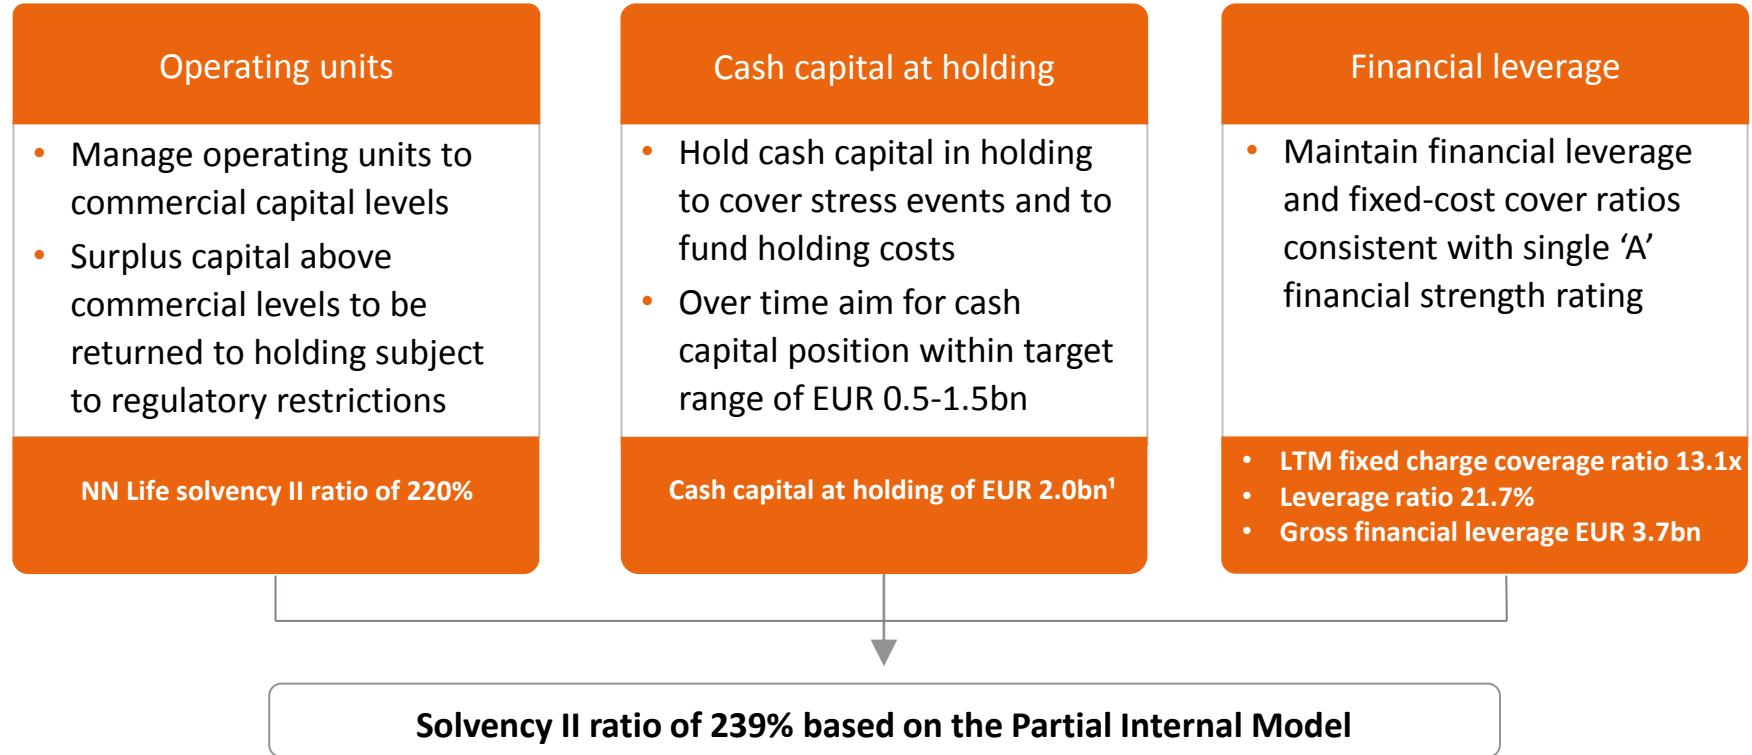 Operating units
• Manage operating units to
commercial capital levels
• Surplus capital above
commercial levels to be
returned to holding subject
to regulatory restrictions
NN Life solvency II ratio of 220%
Cash capital at holding
• Hold cash capital in holding
to cover stress events and to
fund holding costs
• Over time aim for cash
capital position within target
range of EUR 0.5-1.5bn
Cash capital at holding of EUR 2.0bn¹
Financial leverage
• Maintain financial leverage
and fixed-cost cover ratios
consistent with single ‘A’
financial strength rating
• LTM fixed charge coverage ratio 13.1x
• Leverage ratio 21.7%
• Gross financial leverage EUR 3.7bn
Solvency II ratio of 239% based on the Partial Internal Model